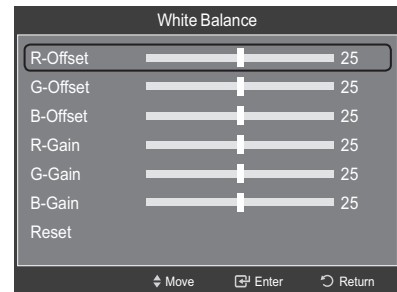 White Balance
R-Offset 25
G-Offset 25
B-Offset 25
R-Gain 25
G-Gain 25
B-Gain 25
Reset
Move Enter Return